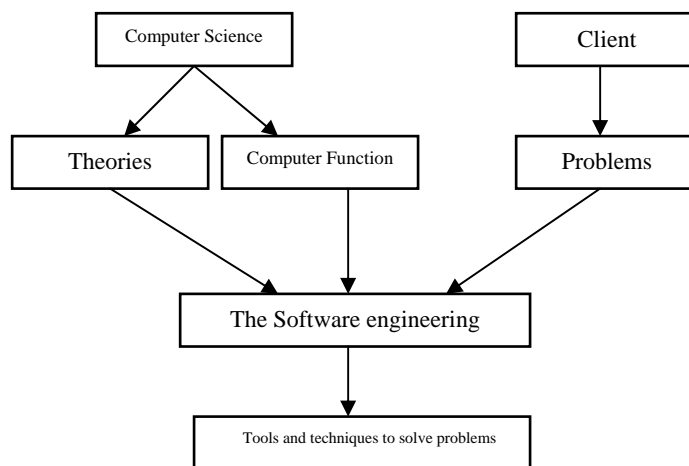 Computer Science
Client
Theories
Computer Function
Problems
The Software engineering
Tools and techniques to solve problems